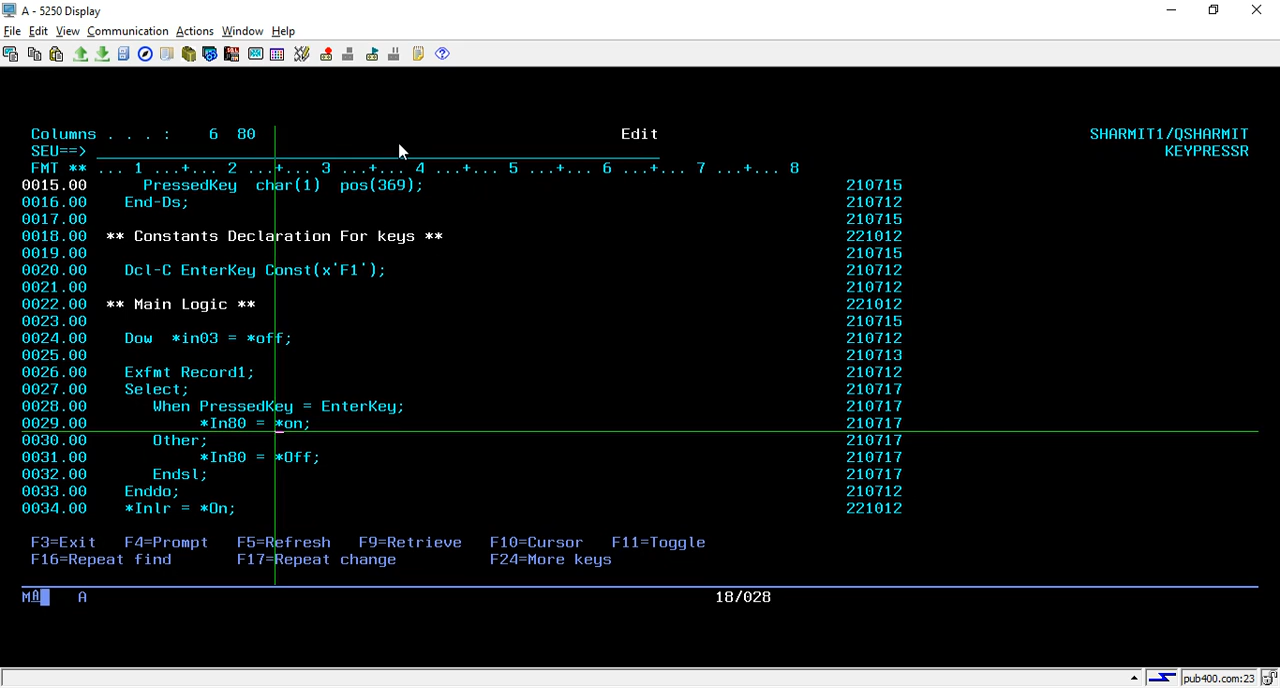 A - 5250 Display
File Edit View Communication Actions Window Help
Columns . . . :    6  80                                       Edit                                              SHARMIT1/QSHARMIT
SEU==>                                                                                                                    KEYPRESSR
FMT **  ... 1 ...+... 2 ...+... 3 ...+... 4 ...+... 5 ...+... 6 ...+... 7 ...+... 8
0015.00      PressedKey  char(1)  pos(369);                                             210715
0016.00    End-Ds;                                                                      210712
0017.00                                                                                 210715
0018.00  ** Constants Declaration For keys **                                           221012
0019.00                                                                                 210715
0020.00    Dcl-C EnterKey Const(x'F1');                                                 210712
0021.00                                                                                 210712
0022.00  ** Main Logic **                                                               221012
0023.00                                                                                 210715
0024.00    Dow  *in03 = *off;                                                           210712
0025.00                                                                                 210713
0026.00    Exfmt Record1;                                                               210712
0027.00    Select;                                                                      210717
0028.00       When PressedKey = EnterKey;                                               210717
0029.00            *In80 = *on;                                                         210717
0030.00       Other;                                                                    210717
0031.00            *In80 = *Off;                                                        210717
0032.00       Endsl;                                                                    210717
0033.00    Enddo;                                                                       210712
0034.00    *Inlr = *On;                                                                 221012
F3=Exit   F4=Prompt   F5=Refresh   F9=Retrieve   F10=Cursor   F11=Toggle
F16=Repeat find       F17=Repeat change          F24=More keys
MA    A                                                                    18/028
pub400.com:23